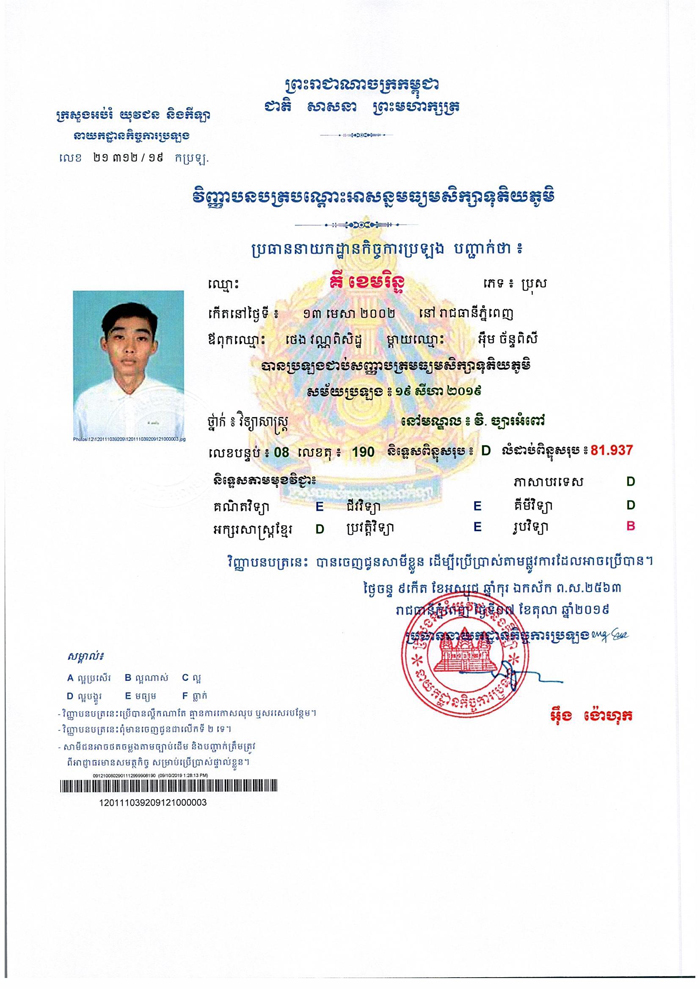 ព្រះរាជាណាចក្រកម្ពុជា
ជាតិ សាសនា ព្រះមហាក្សត្រ
ក្រសួងអប់រំ យុវជន និងកីឡា
នាយកដ្ឋានកិច្ចការប្រឡង
លេខ ២១ ៣១២ / ១៩ កប្រឡ.
វិញ្ញាបនបត្របណ្តោះអាសន្នមធ្យមសិក្សាទុតិយភូមិ
ប្រធាននាយកដ្ឋានកិច្ចការប្រឡង បញ្ជាក់ថា ៖
ឈ្មោះ គី ខេមរិន្ទ ភេទ ៖ ប្រុស
កើតនៅថ្ងៃទី ៖ ១៣ មេសា ២០០២ នៅ រាជធានីភ្នំពេញ
ឪពុកឈ្មោះ ថេង វណ្ណពិសិដ្ឋ ម្តាយឈ្មោះ អ៊ឹម ច័ន្ទពិសី
បានប្រឡងជាប់សញ្ញាបត្រមធ្យមសិក្សាទុតិយភូមិ
សម័យប្រឡង ៖ ១៩ សីហា ២០១៩
ថ្នាក់ ៖ វិទ្យាសាស្ត្រ នៅមណ្ឌល ៖ វិ. ច្បារអំពៅ
លេខបន្ទប់ ៖ 08 លេខតុ ៖ 190 និទ្ទេសពិន្ទុសរុប ៖ D លំដាប់ពិន្ទុសរុប ៖ 81.937
និទ្ទេសតាមមុខវិជ្ជា៖ ភាសាបរទេស D
គណិតវិទ្យា E ជីវវិទ្យា E គីមីវិទ្យា D
អក្សរសាស្ត្រខ្មែរ D ប្រវត្តិវិទ្យា E រូបវិទ្យា B
វិញ្ញាបនបត្រនេះ បានចេញជូនសាមីខ្លួន ដើម្បីប្រើប្រាស់តាមផ្លូវការដែលអាចប្រើបាន។
ថ្ងៃចន្ទ ៩កើត ខែអស្សុជ ឆ្នាំកុរ ឯកស័ក ព.ស.២៥៦៣
រាជធានីភ្នំពេញ ថ្ងៃទី០៧ ខែតុលា ឆ្នាំ២០១៩
ប្រធាននាយកដ្ឋានកិច្ចការប្រឡង
អ៊ឹង ង៉ោហុក
សម្គាល់៖
A ល្អប្រសើរ B ល្អណាស់ C ល្អ
D ល្អបង្គួរ E មធ្យម F ធ្លាក់
- វិញ្ញាបនបត្រនេះប្រើបានល្អឹកណាតែ គ្មានការកោសលុប ឬសរសេរបន្ថែម។
- វិញ្ញាបនបត្រនេះពុំមានចេញជូនជាលើកទី ២ ទេ។
- សាមីជនអាចថតចម្លងតាមច្បាប់ដើម និងបញ្ជាក់ត្រឹមត្រូវ
ពីអាជ្ញាធរមានសមត្ថកិច្ច សម្រាប់ប្រើប្រាស់ផ្ទាល់ខ្លួន។
(09/10/2019 1:28:13 PM)
120111039209121000003